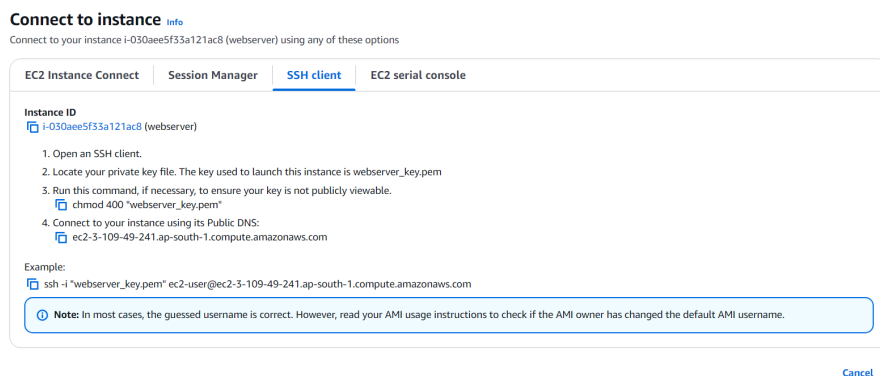 Connect to instance Info
Connect to your instance i-030aee5f33a121ac8 (webserver) using any of these options
EC2 Instance Connect Session Manager SSH client EC2 serial console
Instance ID
i-030aee5f33a121ac8 (webserver)
1. Open an SSH client.
2. Locate your private key file. The key used to launch this instance is webserver_key.pem
3. Run this command, if necessary, to ensure your key is not publicly viewable.
chmod 400 "webserver_key.pem"
4. Connect to your instance using its Public DNS:
ec2-3-109-49-241.ap-south-1.compute.amazonaws.com
Example:
ssh -i "webserver_key.pem" ec2-user@ec2-3-109-49-241.ap-south-1.compute.amazonaws.com
Note: In most cases, the guessed username is correct. However, read your AMI usage instructions to check if the AMI owner has changed the default AMI username.
Cancel